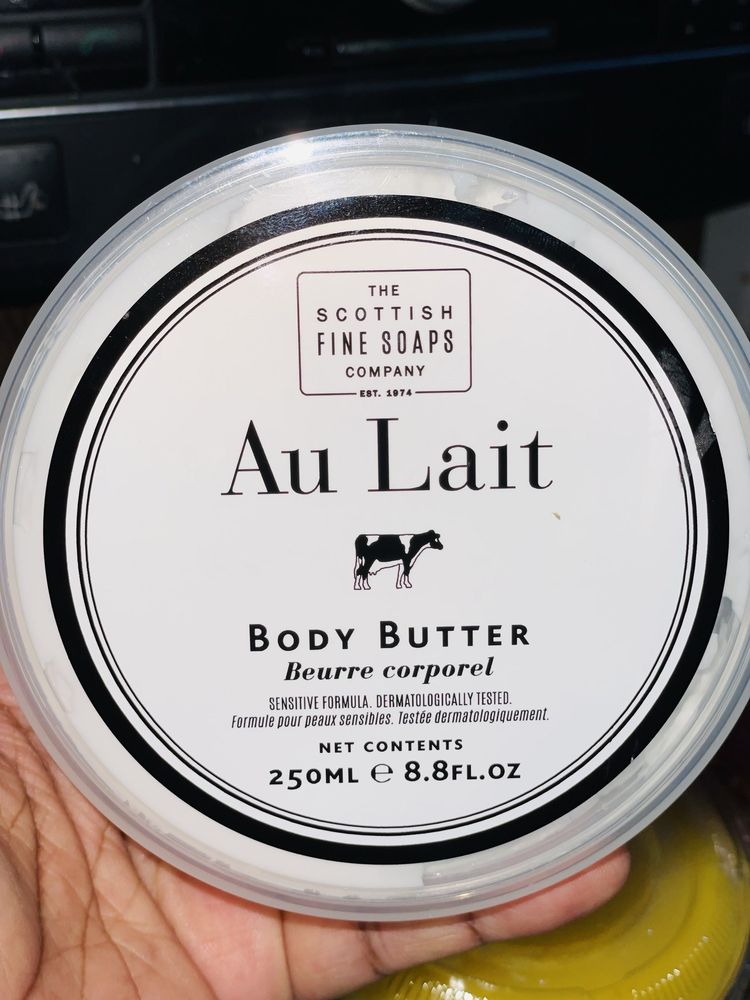 THE
SCOTTISH
FINE SOAPS
COMPANY
EST. 1974
Au Lait
BODY BUTTER
Beurre corporel
SENSITIVE FORMULA. DERMATOLOGICALLY TESTED.
Formule pour peaux sensibles. Testée dermatologiquement.
NET CONTENTS
250ML ℮ 8.8FL.OZ